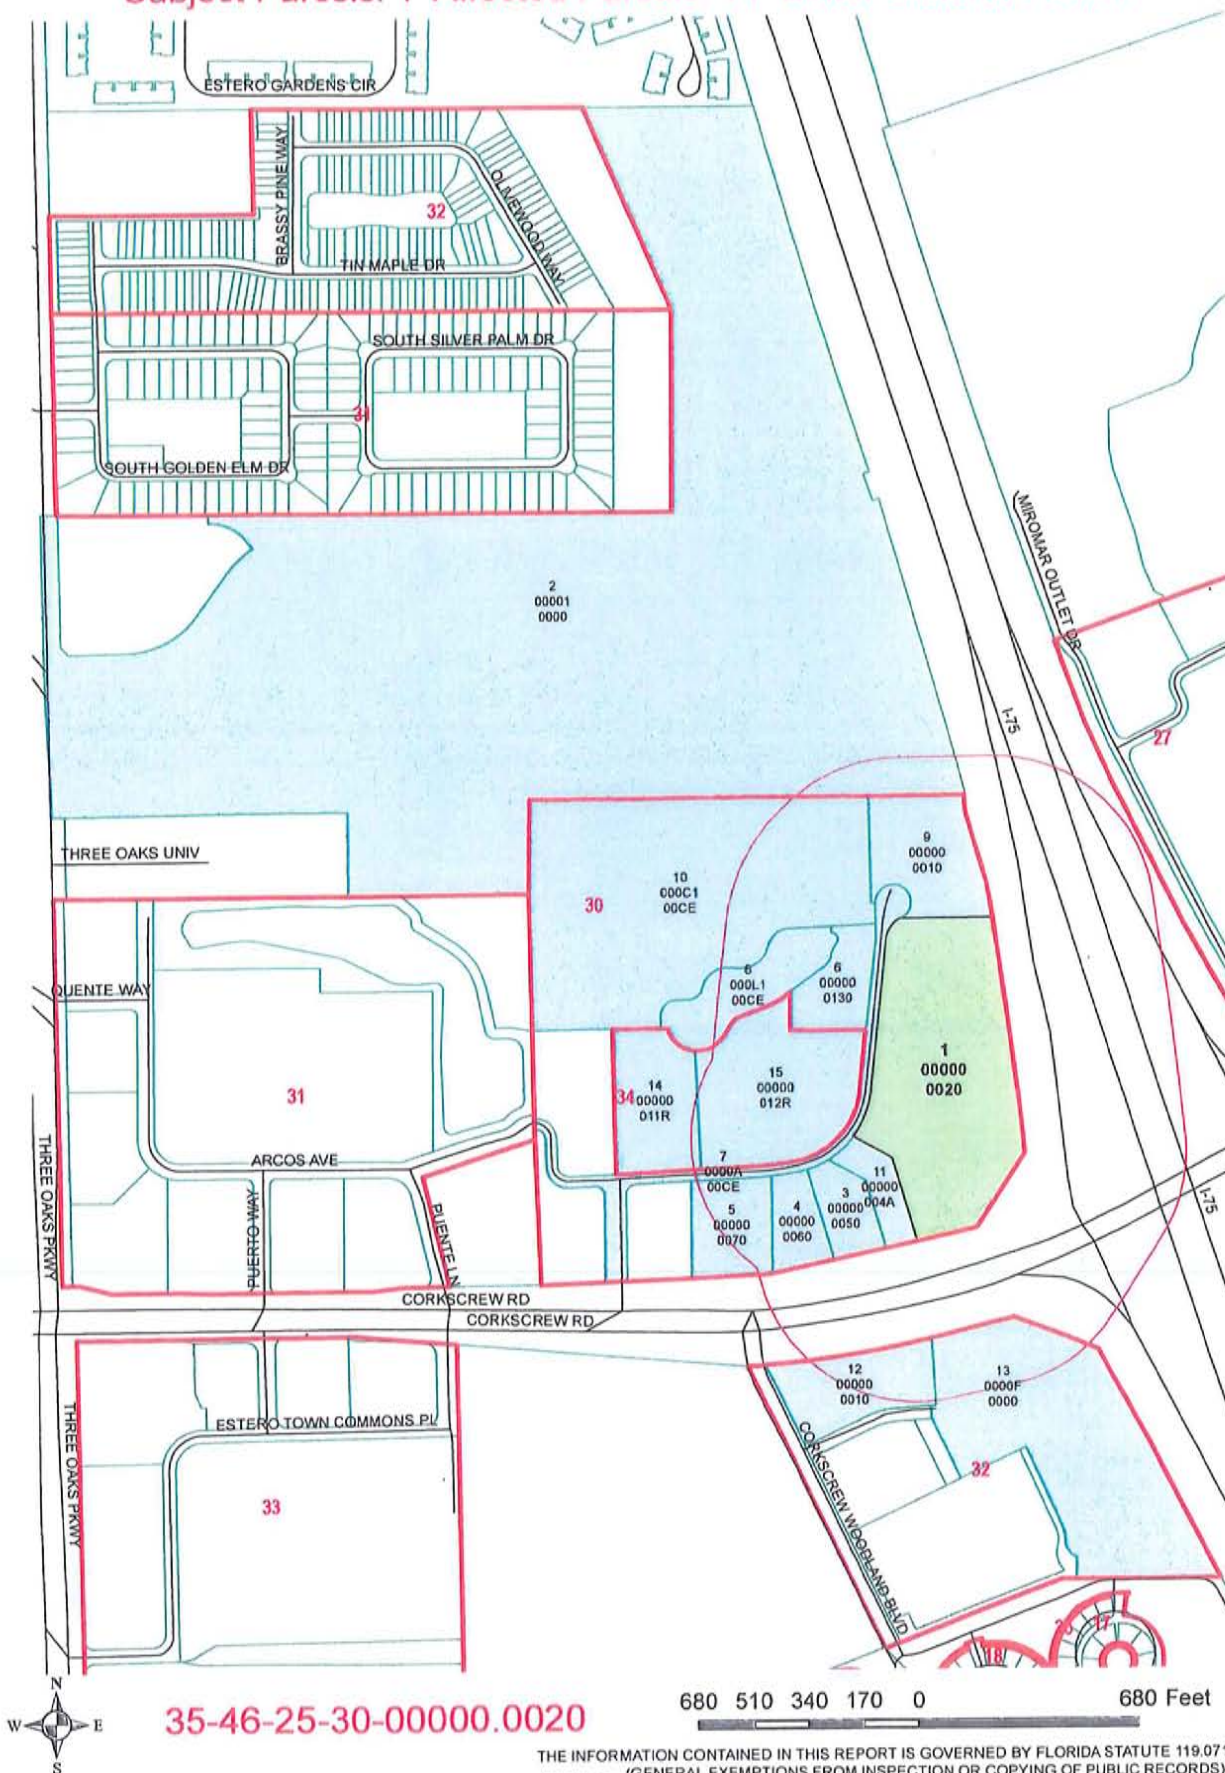 ESTERO GARDENS CIR
BRASSY PINE WAY
OLIVEWOOD WAY
32
TIN MAPLE DR
SOUTH SILVER PALM DR
31
SOUTH GOLDEN ELM DR
MIROMAR OUTLET DR
2
00001
0000
I-75
27
THREE OAKS UNIV
9
00000
0010
10
000C1
00CE
30
QUENTE WAY
8
000L1
00CE
6
00000
0130
1
00000
0020
31
34
14
00000
011R
15
00000
012R
ARCOS AVE
7
0000A
00CE
11
00000
004A
3
00000
0050
4
00000
0060
5
00000
0070
THREE OAKS PKWY
PUERTO WAY
PUENTE LN
I-75
CORKSCREW RD
CORKSCREW RD
12
00000
0010
13
0000F
0000
THREE OAKS PKWY
ESTERO TOWN COMMONS PL
CORKSCREW WOODLAND BLVD
32
33
17
18
N
W E
S
35-46-25-30-00000.0020
680 510 340 170 0 680 Feet
THE INFORMATION CONTAINED IN THIS REPORT IS GOVERNED BY FLORIDA STATUTE 119.071
(GENERAL EXEMPTIONS FROM INSPECTION OR COPYING OF PUBLIC RECORDS)